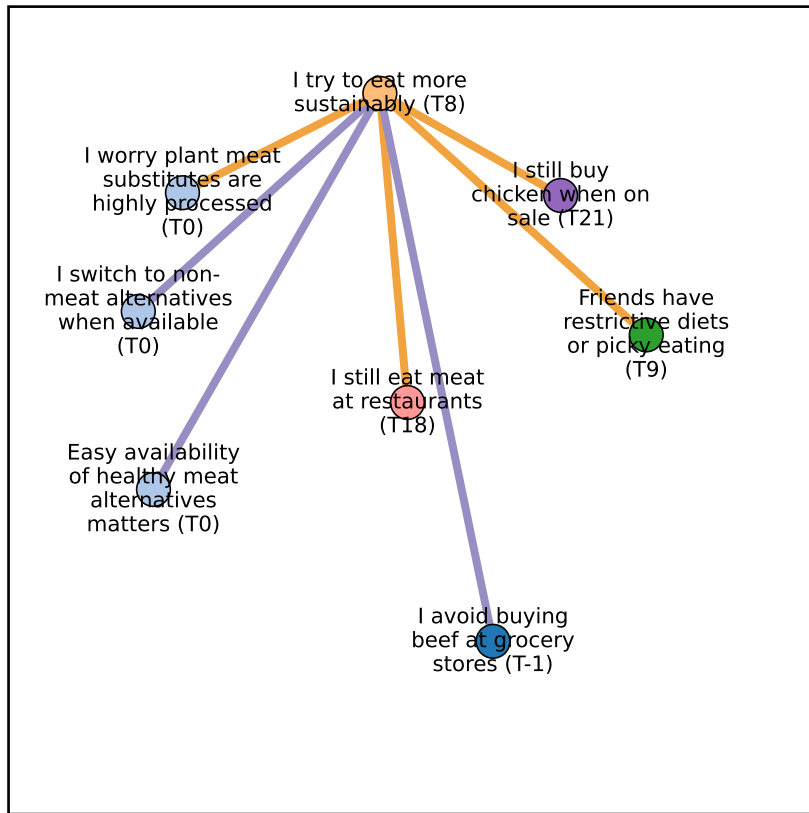 I try to eat more
sustainably (T8)
I worry plant meat
substitutes are
highly processed
(T0)
I still buy
chicken when on
sale (T21)
I switch to non-
meat alternatives
when available
(T0)
Friends have
restrictive diets
or picky eating
(T9)
I still eat meat
at restaurants
(T18)
Easy availability
of healthy meat
alternatives
matters (T0)
I avoid buying
beef at grocery
stores (T-1)